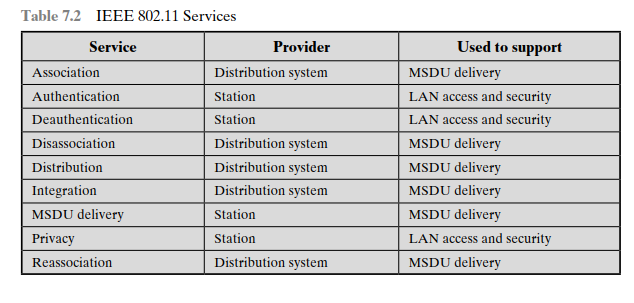 Table 7.2 IEEE 802.11 Services
Service Provider Used to support
Association Distribution system MSDU delivery
Authentication Station LAN access and security
Deauthentication Station LAN access and security
Disassociation Distribution system MSDU delivery
Distribution Distribution system MSDU delivery
Integration Distribution system MSDU delivery
MSDU delivery Station MSDU delivery
Privacy Station LAN access and security
Reassociation Distribution system MSDU delivery